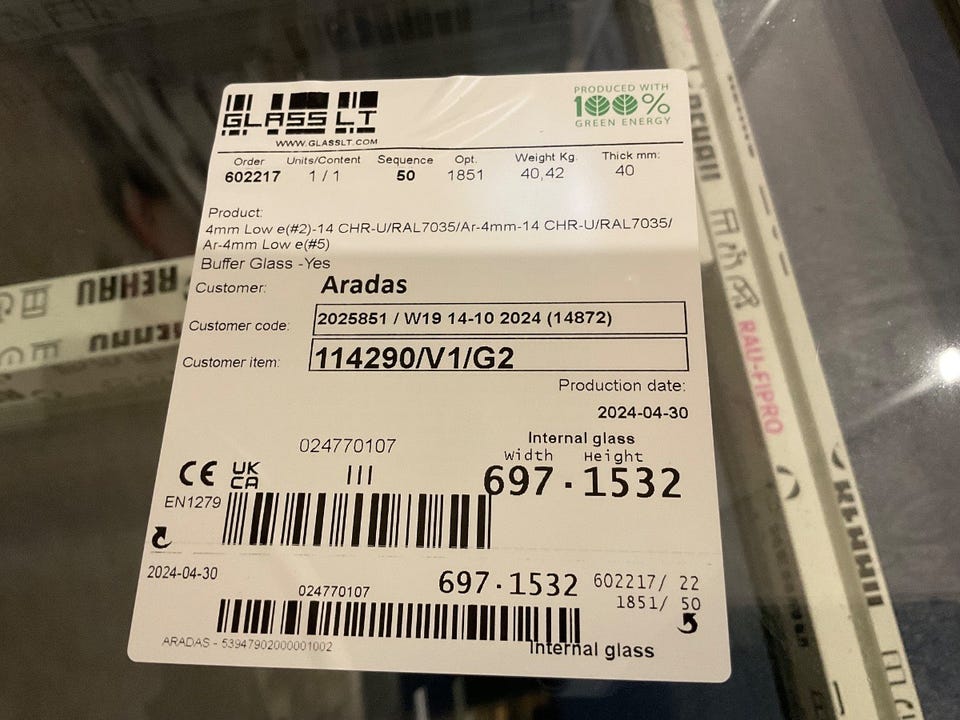 GLASS LT
WWW.GLASSLT.COM
PRODUCED WITH
100%
GREEN ENERGY
Order Units/Content Sequence Opt. Weight Kg. Thick mm:
602217 1 / 1 50 1851 40,42 40
Product:
4mm Low e(#2)-14 CHR-U/RAL7035/Ar-4mm-14 CHR-U/RAL7035/
Ar-4mm Low e(#5)
Buffer Glass -Yes
Customer: Aradas
Customer code: 2025851 / W19 14-10 2024 (14872)
Customer item: 114290/V1/G2
Production date:
2024-04-30
024770107
Internal glass
Width Height
697·1532
CE UK
CA
EN1279
2024-04-30
024770107
697·1532
602217/ 22
1851/ 50
ARADAS - 53947902000001002
Internal glass
REHAU
REHAU
REHAU
RAU-FIPRO
REHAU